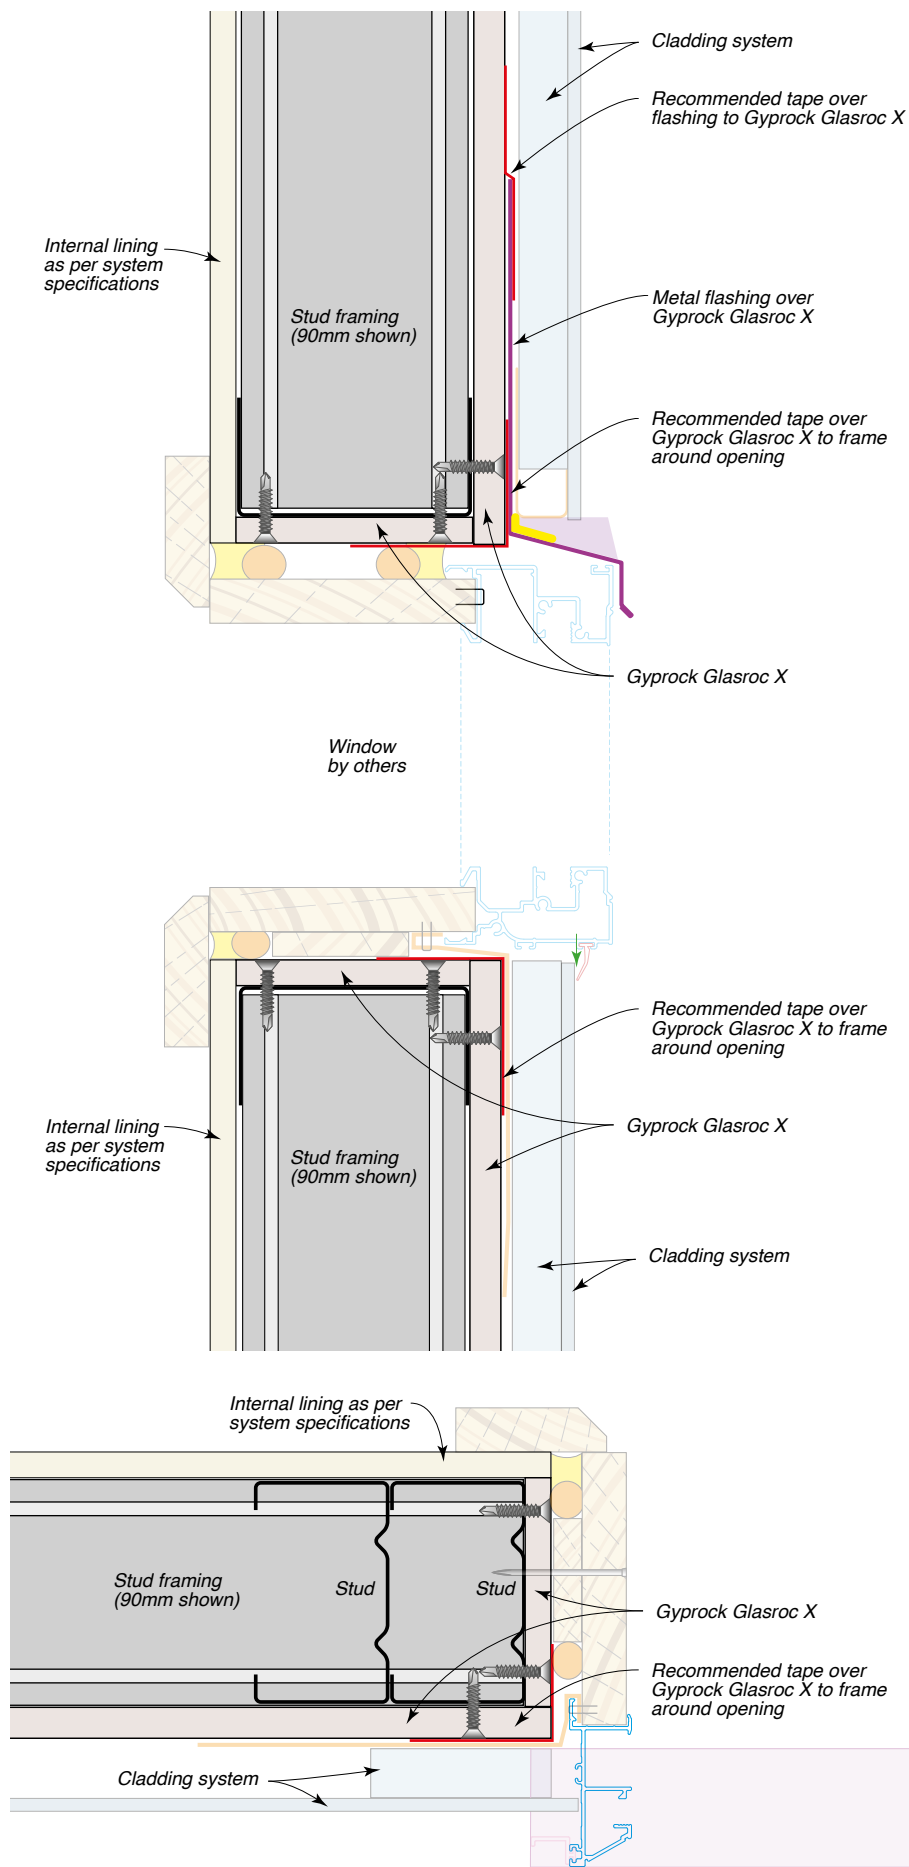 Cladding system
Recommended tape over
flashing to Gyprock Glasroc X
Internal lining
as per system
specifications
Stud framing
(90mm shown)
Metal flashing over
Gyprock Glasroc X
Recommended tape over
Gyprock Glasroc X to frame
around opening
Gyprock Glasroc X
Window
by others
Recommended tape over
Gyprock Glasroc X to frame
around opening
Internal lining
as per system
specifications
Gyprock Glasroc X
Stud framing
(90mm shown)
Cladding system
Internal lining as per
system specifications
Stud framing
(90mm shown)
Stud
Stud
Gyprock Glasroc X
Recommended tape over
Gyprock Glasroc X to frame
around opening
Cladding system